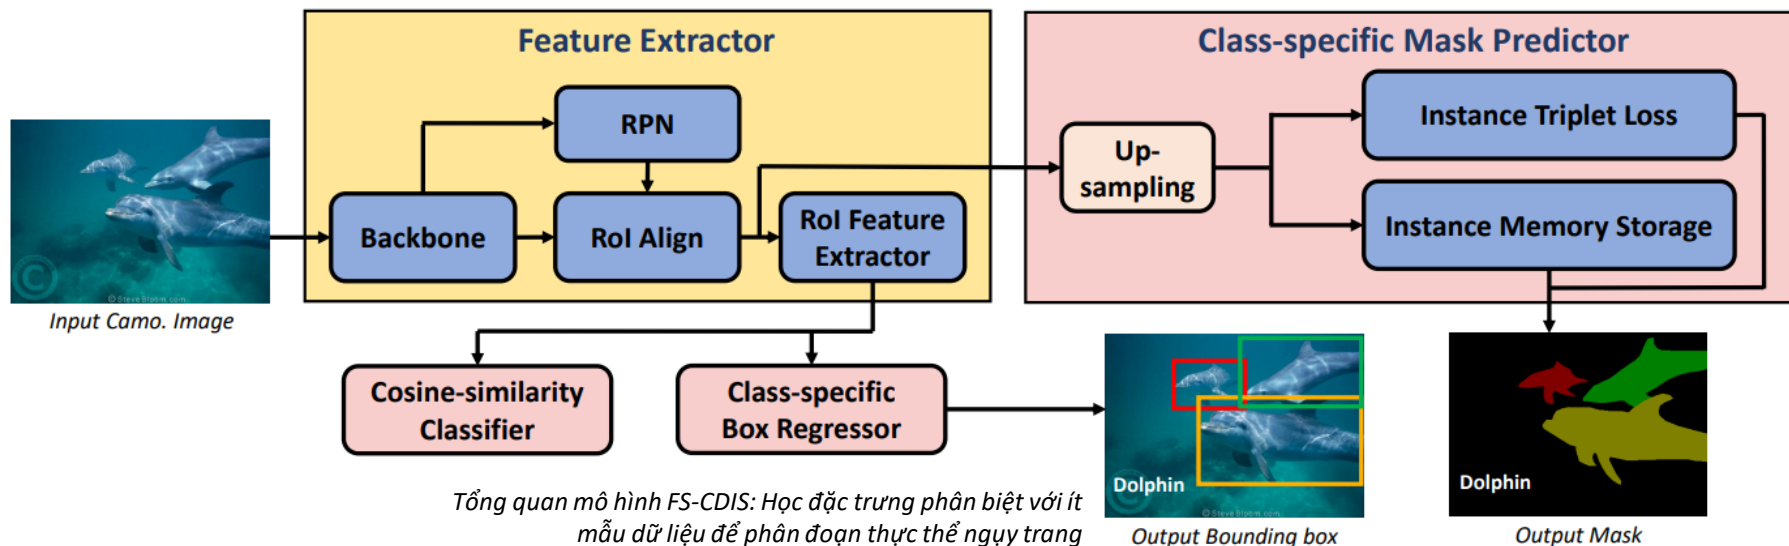 Feature Extractor
Class-specific Mask Predictor
RPN
Backbone
RoI Align
RoI Feature
Extractor
Up-
sampling
Instance Triplet Loss
Instance Memory Storage
©SteveBloom.com
Input Camo. Image
Cosine-similarity
Classifier
Class-specific
Box Regressor
Dolphin
Dolphin
Tổng quan mô hình FS-CDIS: Học đặc trưng phân biệt với ít
mẫu dữ liệu để phân đoạn thực thể ngụy trang
Output Bounding box
Output Mask